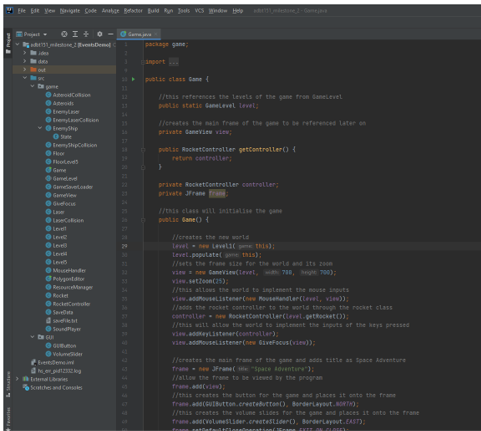 File Edit View Navigate Code Analyze Refactor Build Run Tools VCS Window Help
Game.java
Project
Game.java
package game;
import ...
public class Game {
//this references the levels of the game from GameLevel
public static GameLevel level;
//creates the main frame of the game to be referenced later on
private GameView view;
public RocketController getController() {
return controller;
}
private RocketController controller;
private JFrame frame;
//this class will initialise the game
public Game() {
//creates the new world
level = new Level1( game: this);
level.populate( game: this);
//sets the frame size for the world and its zoom
view = new GameView(level, width: 700, height: 700);
view.setZoom(25);
//this allows the world to implement the mouse inputs
view.addMouseListener(new MouseHandler(level, view));
//adds the rocket controller to the world through the rocket class
controller = new RocketController(level.getRocket());
//this will allow the world to implement the inputs of the keys pressed
view.addKeyListener(controller);
view.addMouseListener(new GiveFocus(view));
//creates the main frame of the game and adds title as Space Adventure
frame = new JFrame( title: "Space Adventure");
//allow the frame to be viewed by the program
frame.add(view);
//this creates the button for the game and places it onto the frame
frame.add(GUIButton.createButton(), BorderLayout.NORTH);
//this creates the volume slides for the game and places it onto the frame
frame.add(VolumeSlider.createSlider(), BorderLayout.EAST);
.idea
data
out
src
game
AsteroidCollision
Asteroids
EnemyLaser
EnemyLaserCollision
EnemyShip
State
EnemyShipCollision
Floor
FloorLevel5
Game
GameLevel
GameSaverLoader
GameView
GiveFocus
Laser
LaserCollision
Level1
Level2
Level3
Level4
Level5
MouseHandler
PolygonEditor
ResourceManager
Rocket
RocketController
SaveData
saveFile.txt
SoundPlayer
GUI
GUIButton
VolumeSlider
EventsDemo.iml
External Libraries
Scratches and Consoles
Project
Structure
Favorites